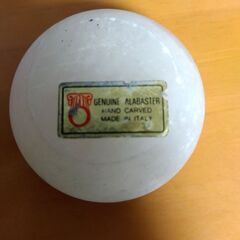 GENUINE ALABASTER
HAND CARVED
MADE IN ITALY